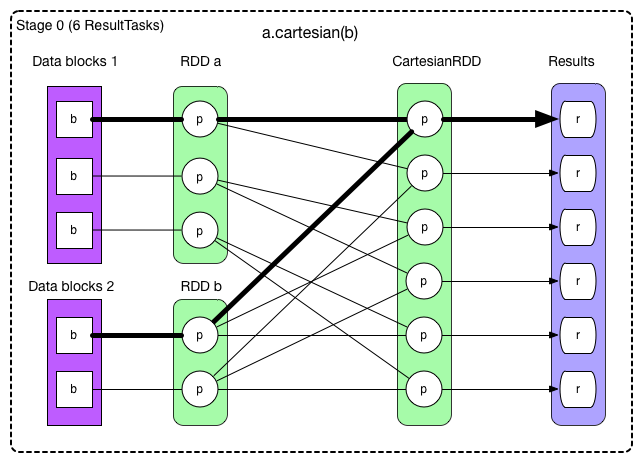 Stage 0 (6 ResultTasks)
a.cartesian(b)
Data blocks 1
RDD a
CartesianRDD
Results
b
p
p
r
b
p
p
r
b
p
p
r
Data blocks 2
RDD b
p
r
b
p
p
r
b
p
p
r